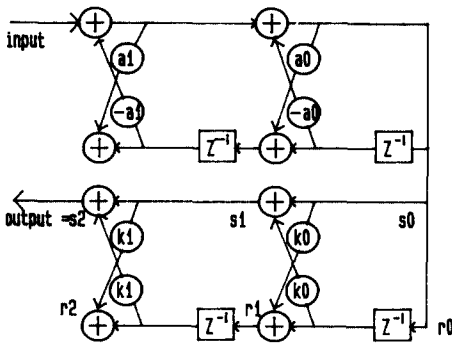 input
a1
a0
-a1
-a0
Z⁻¹
Z⁻¹
output =s2
s1
s0
k1
k0
k1
k0
r2
Z⁻¹
r1
Z⁻¹
r0